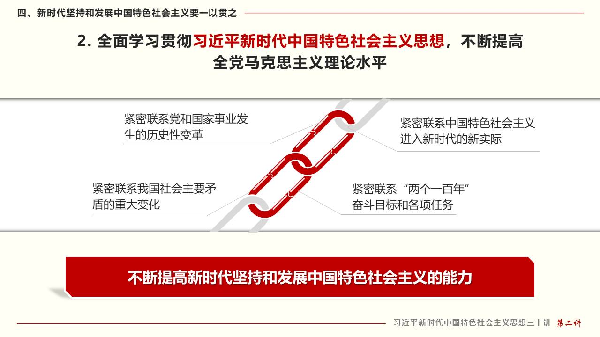 四、新时代坚持和发展中国特色社会主义要一以贯之
2. 全面学习贯彻习近平新时代中国特色社会主义思想，不断提高
全党马克思主义理论水平
紧密联系党和国家事业发
生的历史性变革
紧密联系中国特色社会主义
进入新时代的新实际
紧密联系我国社会主要矛
盾的重大变化
紧密联系“两个一百年”
奋斗目标和各项任务
不断提高新时代坚持和发展中国特色社会主义的能力
习近平新时代中国特色社会主义思想三十讲 第二讲